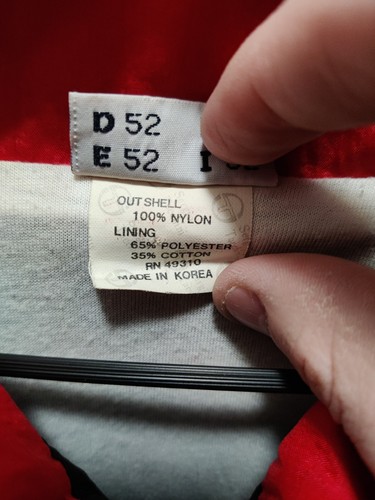 D 52
E 52 I
OUTSHELL
100% NYLON
LINING
65% POLYESTER
35% COTTON
RN 49310
MADE IN KOREA